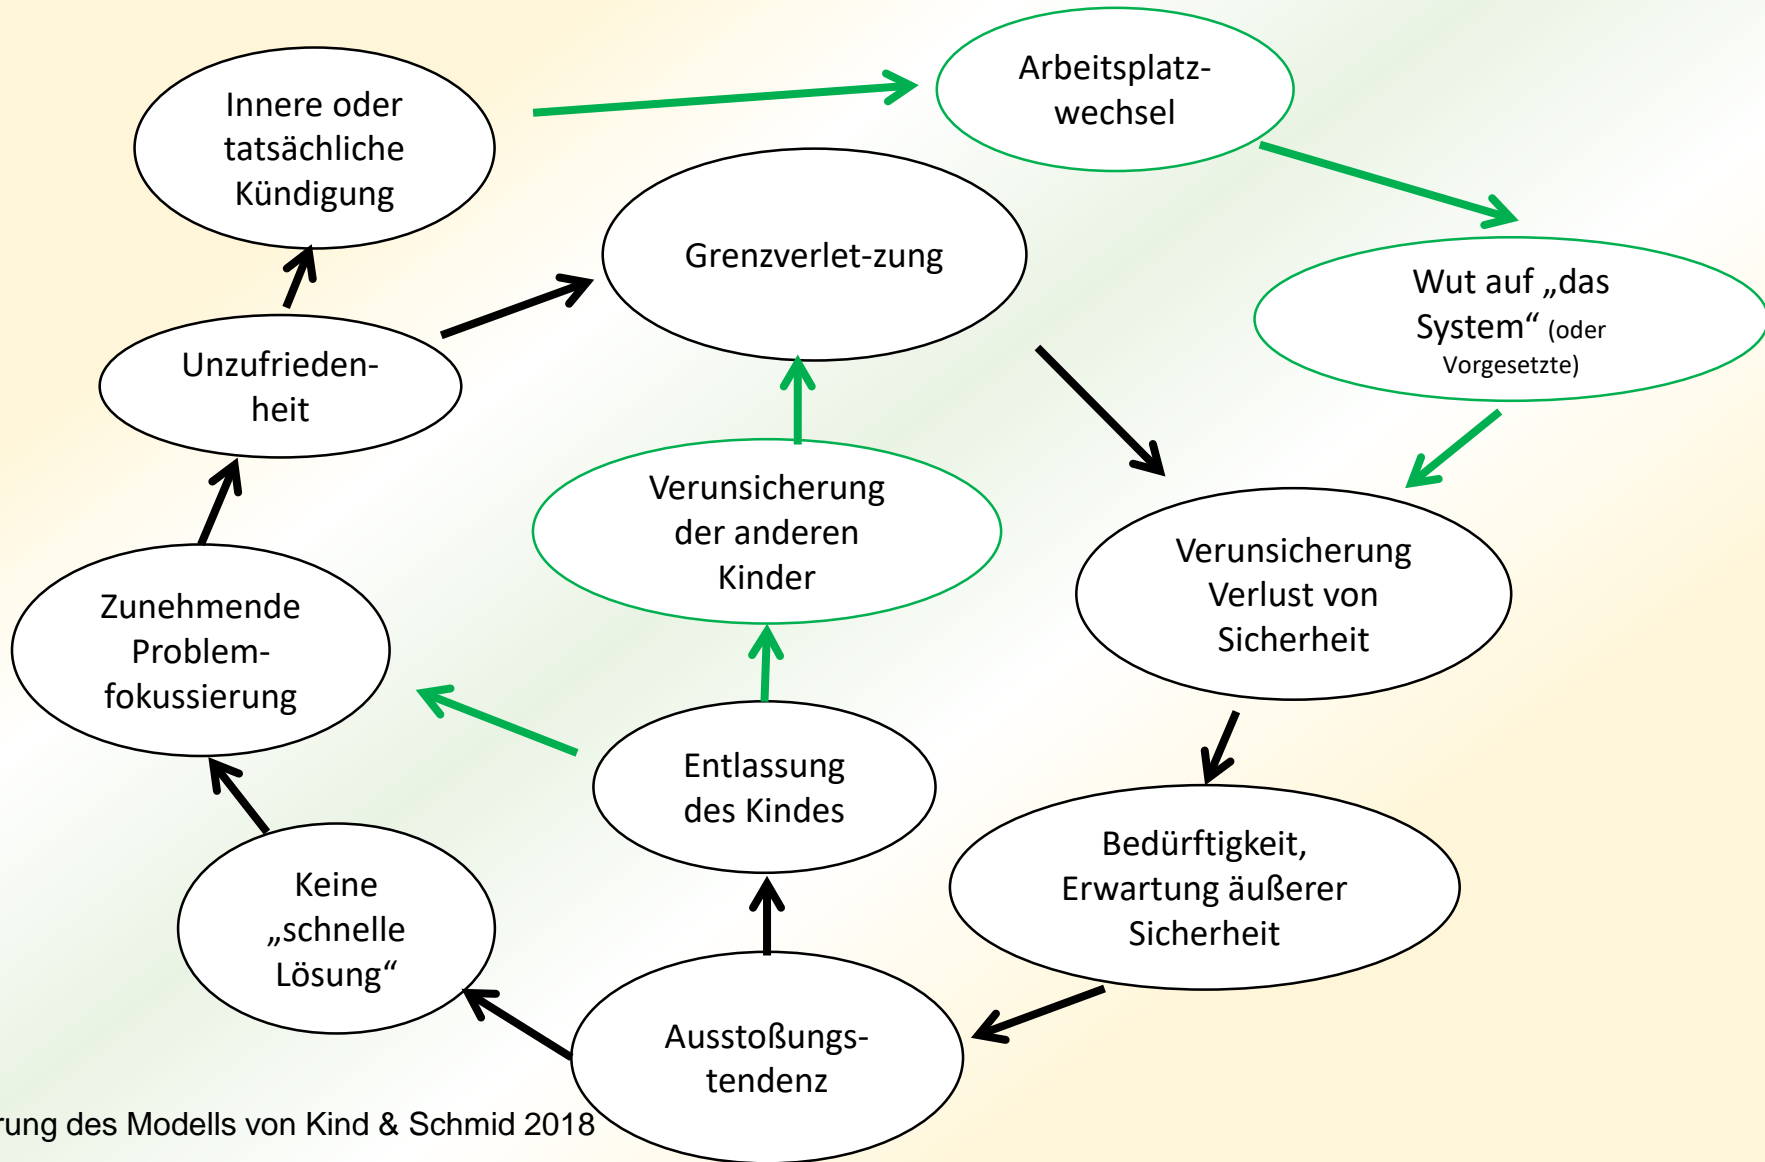 Arbeitsplatz-
wechsel
Innere oder
tatsächliche
Kündigung
Grenzverlet-zung
Wut auf „das
System“ (oder
Vorgesetzte)
Unzufrieden-
heit
Verunsicherung
der anderen
Kinder
Verunsicherung
Verlust von
Sicherheit
Zunehmende
Problem-
fokussierung
Entlassung
des Kindes
Bedürftigkeit,
Erwartung äußerer
Sicherheit
Keine
„schnelle
Lösung“
Ausstoßungs-
tendenz
rung des Modells von Kind & Schmid 2018